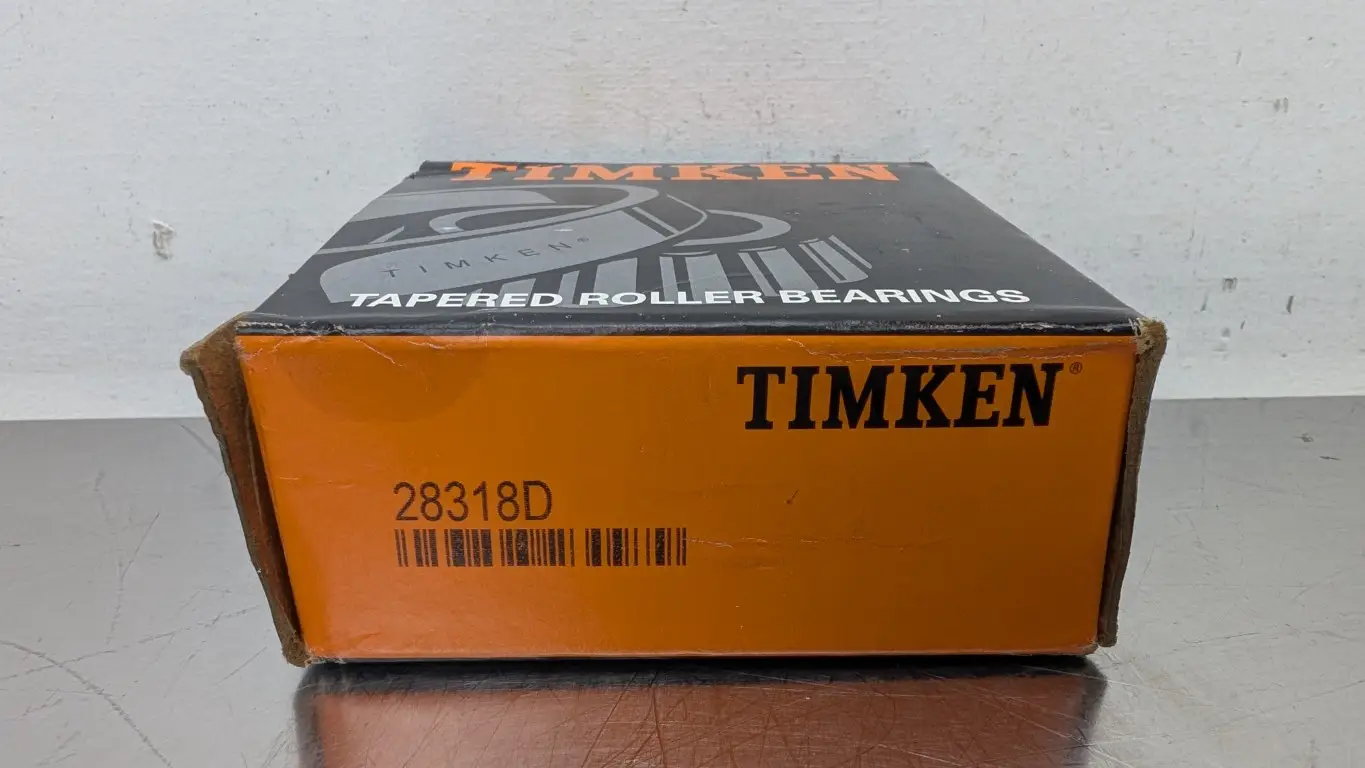 TIMKEN
TIMKEN®
TAPERED ROLLER BEARINGS
TIMKEN®
28318D